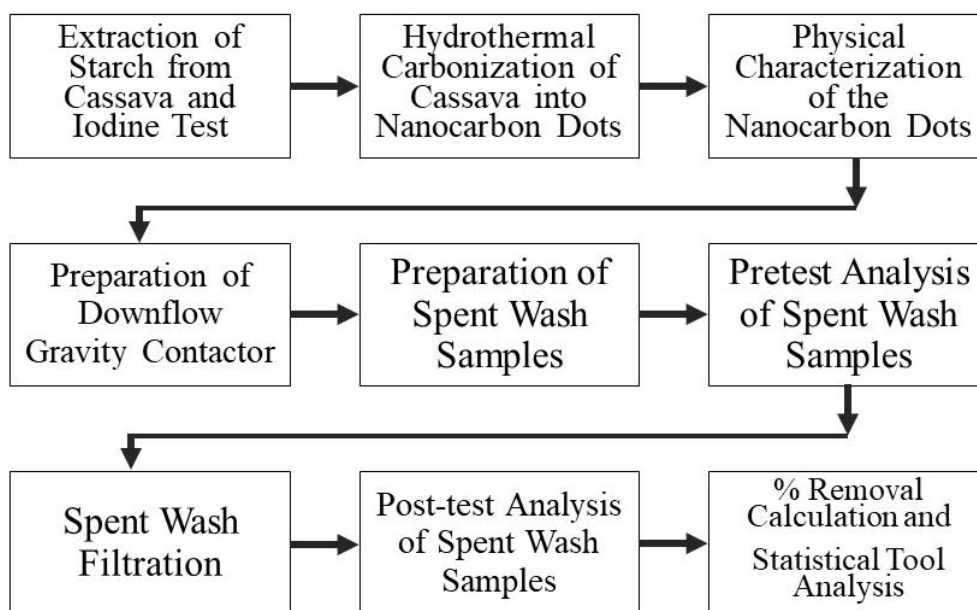 Extraction of
Starch from
Cassava and
Iodine Test
Hydrothermal
Carbonization of
Cassava into
Nanocarbon Dots
Physical
Characterization
of the
Nanocarbon Dots
Preparation of
Downflow
Gravity Contactor
Preparation of
Spent Wash
Samples
Pretest Analysis
of Spent Wash
Samples
Spent Wash
Filtration
Post-test Analysis
of Spent Wash
Samples
% Removal
Calculation and
Statistical Tool
Analysis